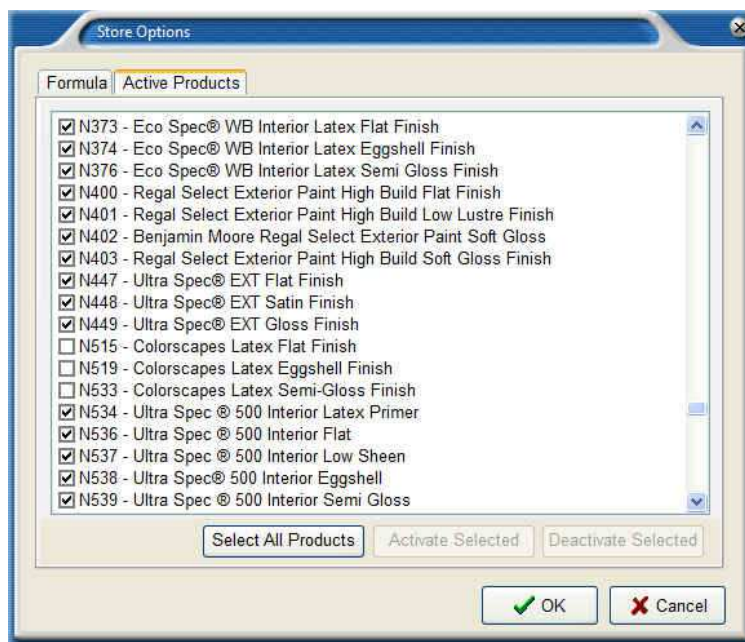 Store Options
Formula Active Products
N373 - Eco Spec® WB Interior Latex Flat Finish
N374 - Eco Spec® WB Interior Latex Eggshell Finish
N376 - Eco Spec® WB Interior Latex Semi Gloss Finish
N400 - Regal Select Exterior Paint High Build Flat Finish
N401 - Regal Select Exterior Paint High Build Low Lustre Finish
N402 - Benjamin Moore Regal Select Exterior Paint Soft Gloss
N403 - Regal Select Exterior Paint High Build Soft Gloss Finish
N447 - Ultra Spec® EXT Flat Finish
N448 - Ultra Spec® EXT Satin Finish
N449 - Ultra Spec® EXT Gloss Finish
N515 - Colorscapes Latex Flat Finish
N519 - Colorscapes Latex Eggshell Finish
N533 - Colorscapes Latex Semi-Gloss Finish
N534 - Ultra Spec ® 500 Interior Latex Primer
N536 - Ultra Spec ® 500 Interior Flat
N537 - Ultra Spec ® 500 Interior Low Sheen
N538 - Ultra Spec® 500 Interior Eggshell
N539 - Ultra Spec ® 500 Interior Semi Gloss
Select All Products Activate Selected Deactivate Selected
OK Cancel